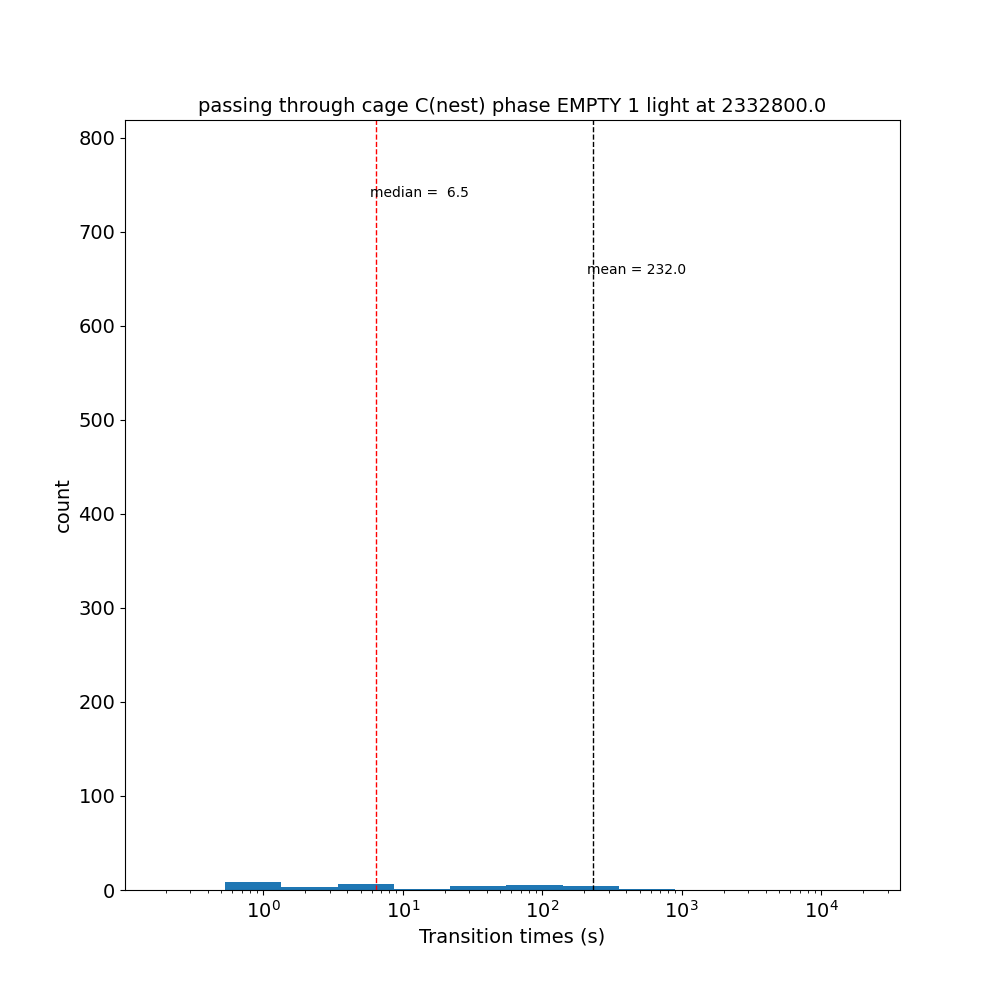 passing through cage C(nest) phase EMPTY 1 light at 2332800.0
800
median =  6.5
700
mean = 232.0
600
500
400
count
300
200
100
0
10^0 10^1 10^2 10^3 10^4
Transition times (s)